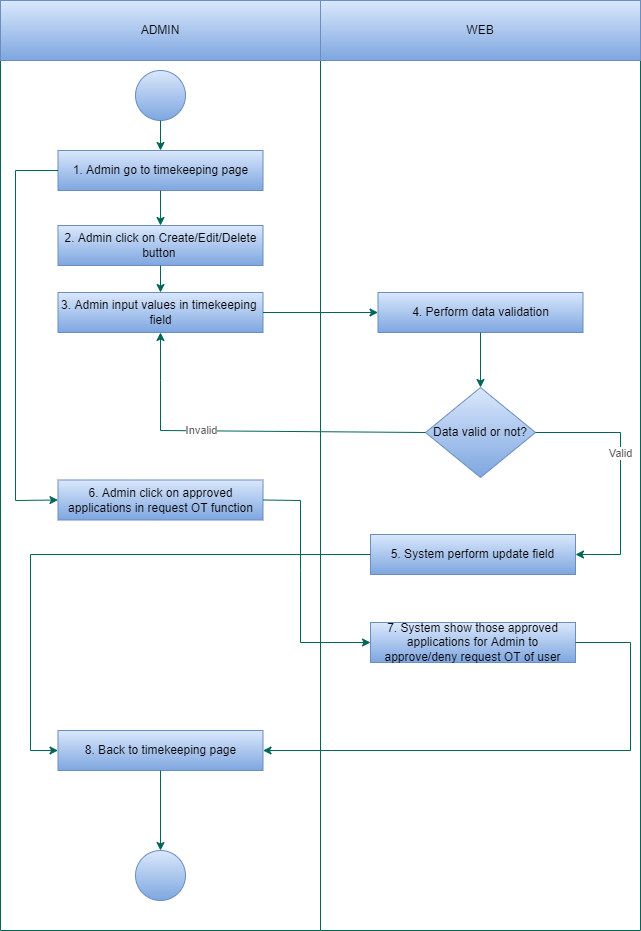 ADMIN
WEB
1. Admin go to timekeeping page
2. Admin click on Create/Edit/Delete
button
3. Admin input values in timekeeping
field
4. Perform data validation
Data valid or not?
Invalid
Valid
6. Admin click on approved
applications in request OT function
5. System perform update field
7. System show those approved
applications for Admin to
approve/deny request OT of user
8. Back to timekeeping page